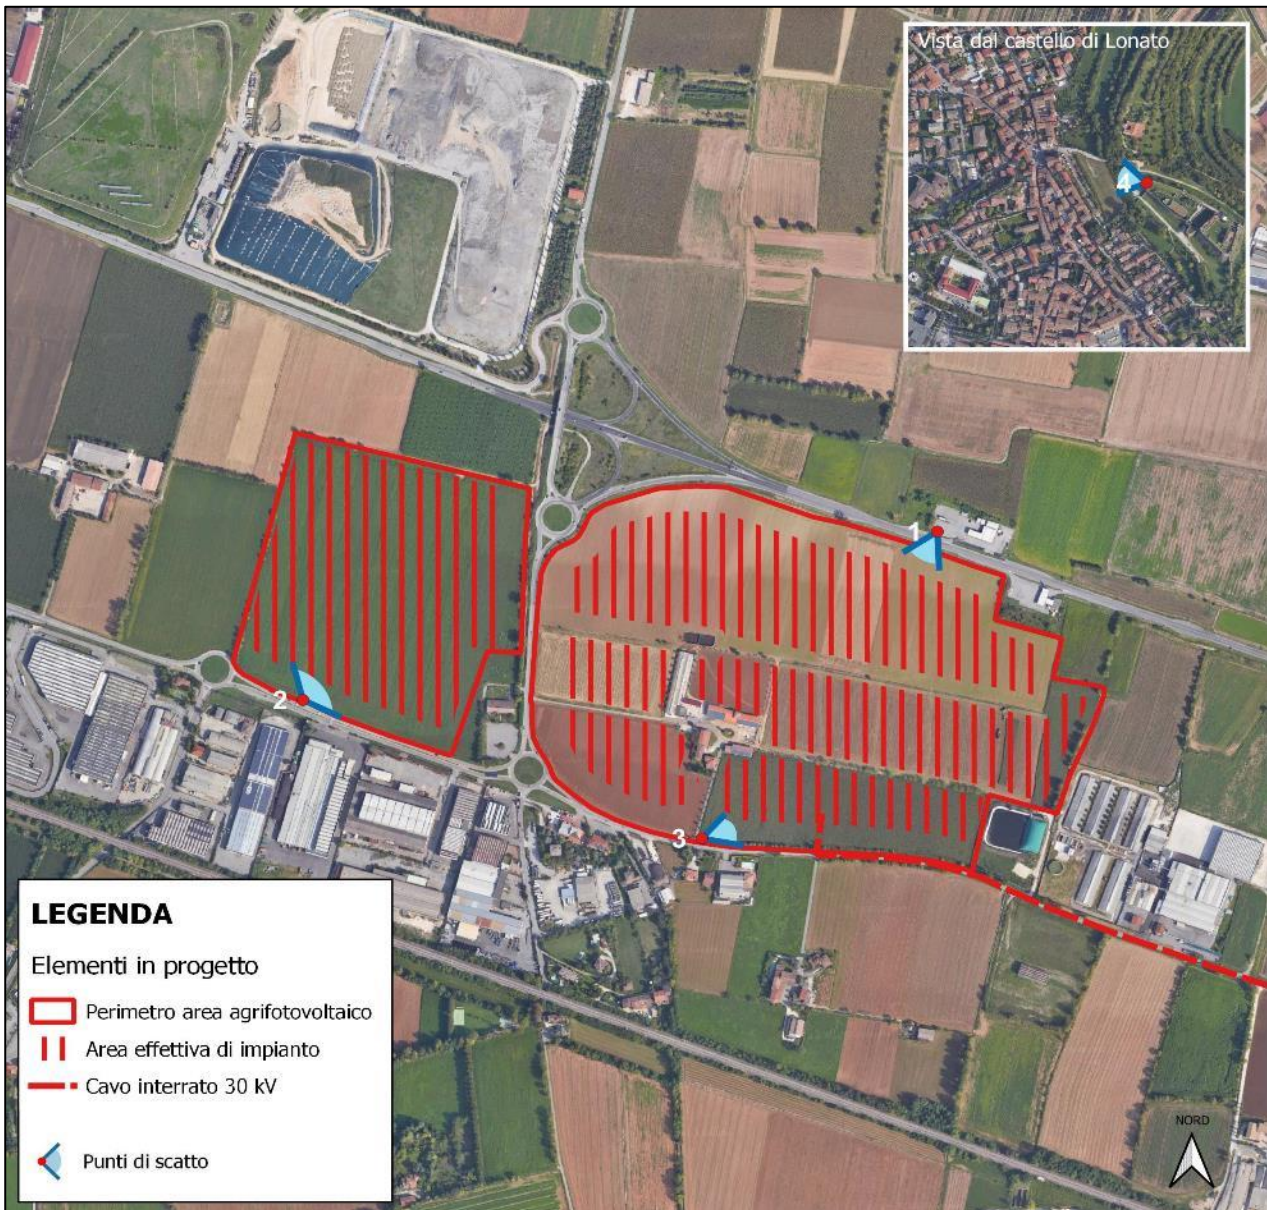 Vista dal castello di Lonato
4
1
2
3
LEGENDA
Elementi in progetto
Perimetro area agrifotovoltaico
Area effettiva di impianto
Cavo interrato 30 kV
Punti di scatto
NORD